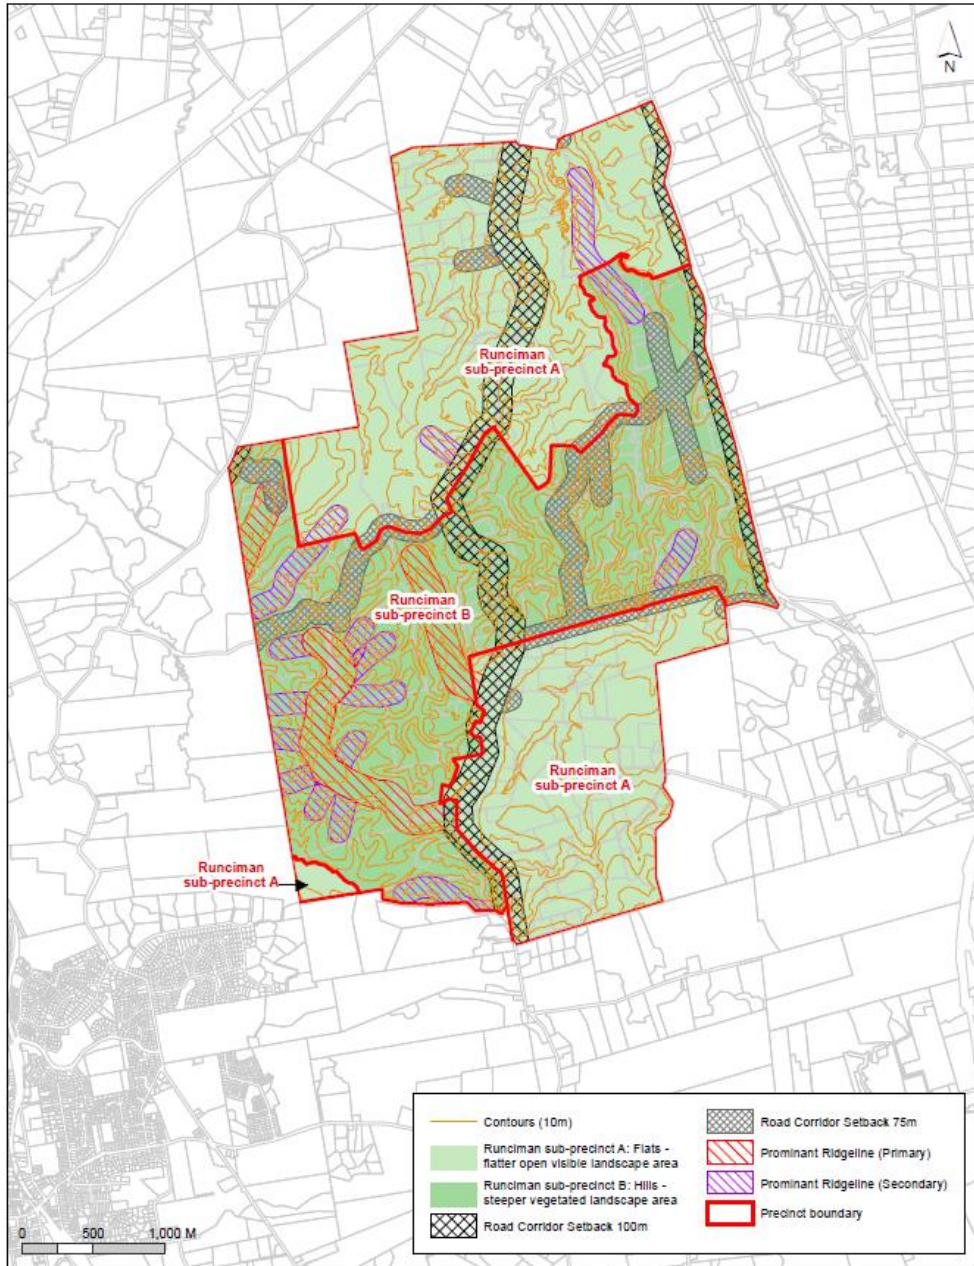 N
Runciman
sub-precinct A
Runciman
sub-precinct B
Runciman
sub-precinct A
Runciman
sub-precinct A
0 500 1,000 M
Contours (10m)
Runciman sub-precinct A: Flats -
flatter open visible landscape area
Runciman sub-precinct B: Hills -
steeper vegetated landscape area
Road Corridor Setback 100m
Road Corridor Setback 75m
Prominant Ridgeline (Primary)
Prominant Ridgeline (Secondary)
Precinct boundary